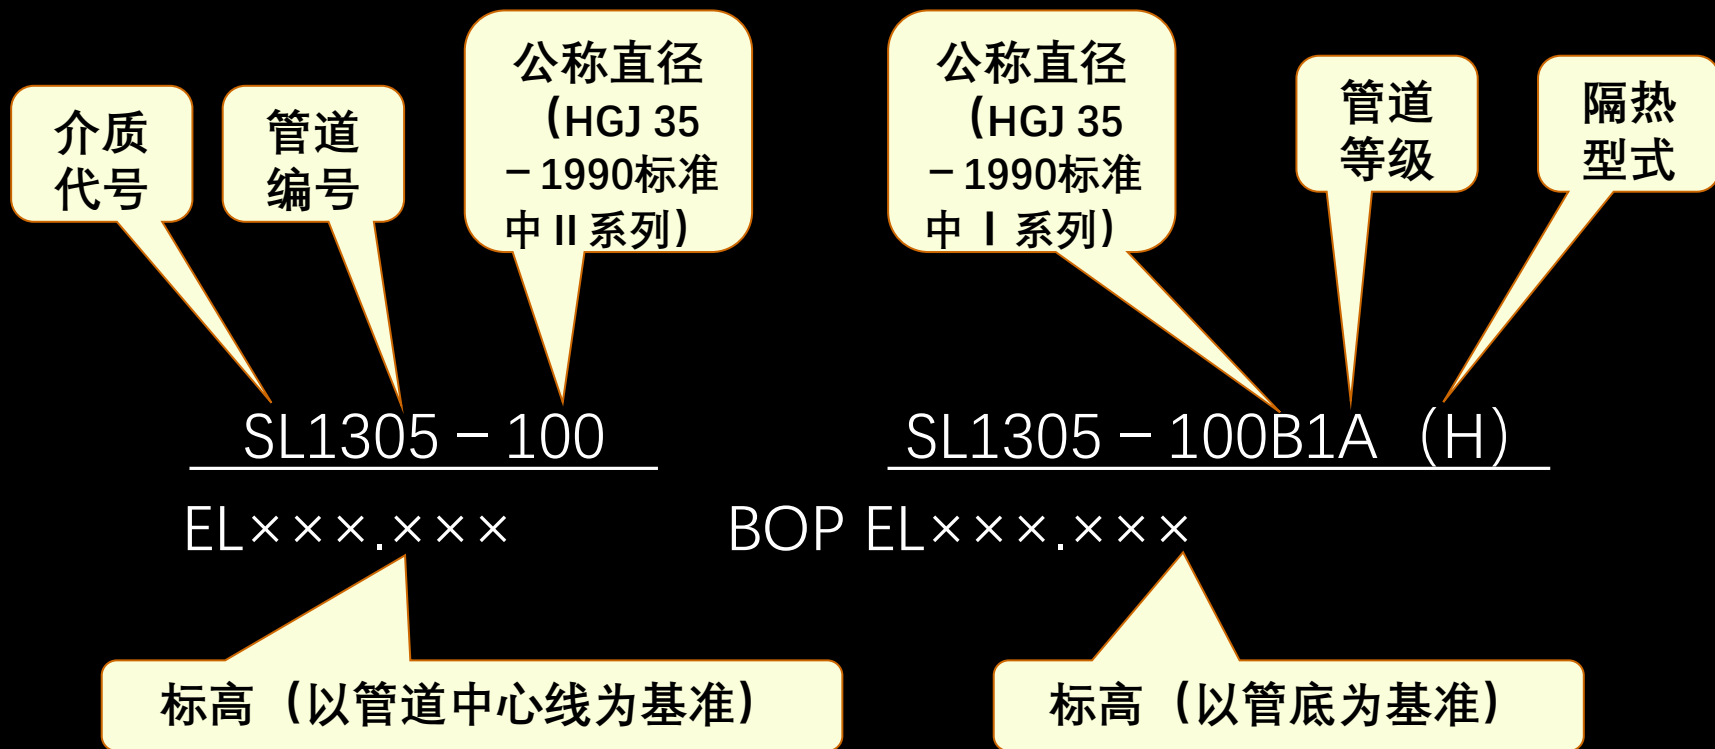 介质
代号
管道
编号
公称直径
（HGJ 35
－1990标准
中 II 系列）
公称直径
（HGJ 35
－1990标准
中 Ⅰ 系列）
管道
等级
隔热
型式
SL1305－100
EL×××.×××
SL1305－100B1A（H）
BOP EL×××.×××
标高（以管道中心线为基准）
标高（以管底为基准）